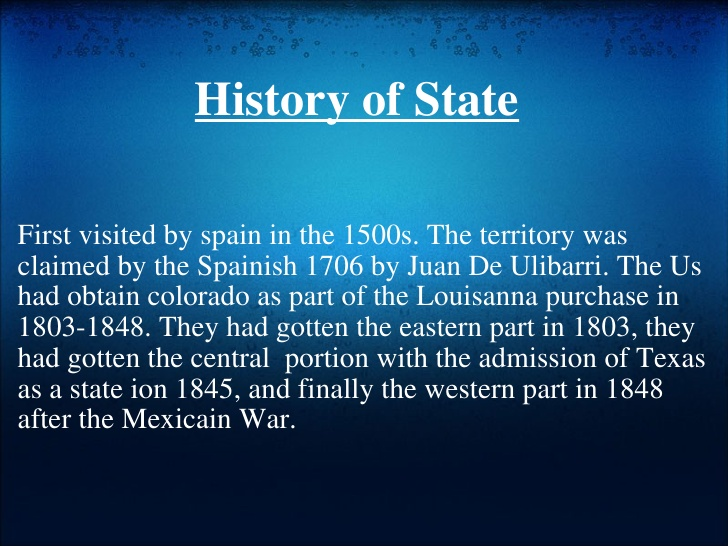 History of State
First visited by spain in the 1500s. The territory was
claimed by the Spainish 1706 by Juan De Ulibarri. The Us
had obtain colorado as part of the Louisanna purchase in
1803-1848. They had gotten the eastern part in 1803, they
had gotten the central  portion with the admission of Texas
as a state ion 1845, and finally the western part in 1848
after the Mexicain War.